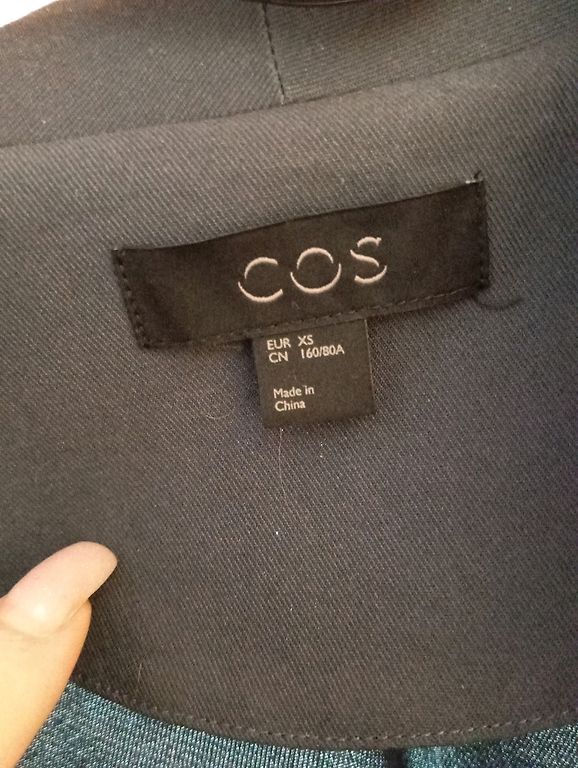 COS
EUR XS
CN 160/80A
Made in
China